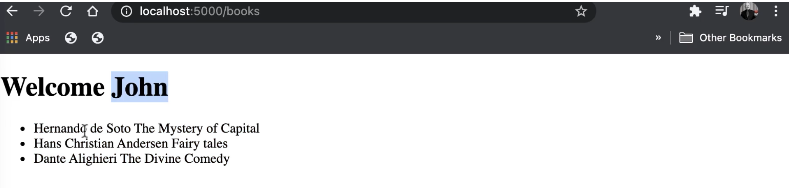 localhost:5000/books
Apps
» Other Bookmarks
Welcome John
• Hernando de Soto The Mystery of Capital
• Hans Christian Andersen Fairy tales
• Dante Alighieri The Divine Comedy